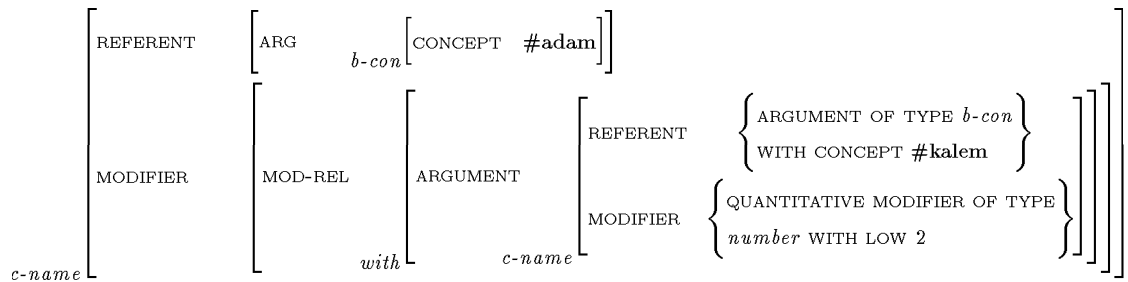 REFERENT ARG b-con CONCEPT #adam
REFERENT ARGUMENT OF TYPE b-con
WITH CONCEPT #kalem
MODIFIER MOD-REL with ARGUMENT
MODIFIER QUANTITATIVE MODIFIER OF TYPE
number WITH LOW 2
c-name c-name